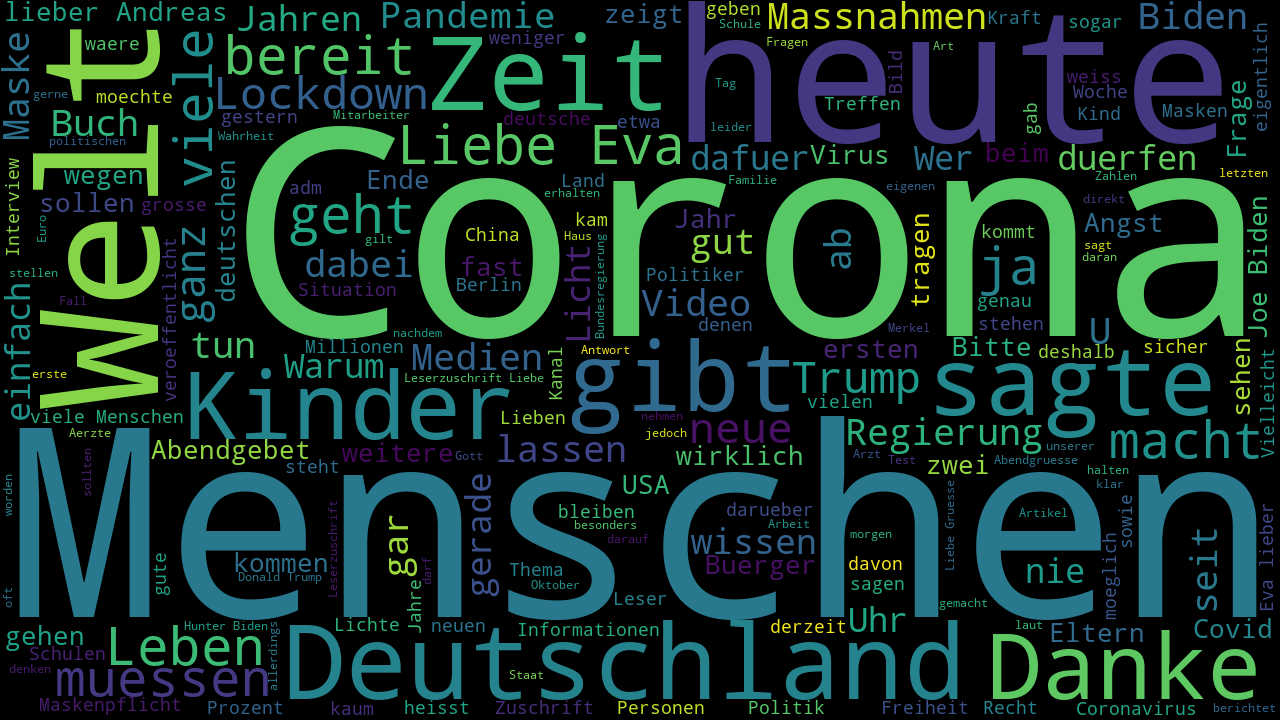 lieber Andreas
Jahren
Pandemie
zeigt
geben
Schule
Massnahmen
Kraft
sogar
Biden
Maske
waere
welt
viele
bereit
Zeit
weniger
heute
Fragen
Art
eigentlich
gerne
moechte
Lockdown
Tag
Bild
weiss
Woche
Treffen
gab
Kind
Masken
Frage
Buch
gestern
Mitarbeiter
deutsche
etwa
leider
politischen
Wahrheit
Liebe Eva
dafuer
Virus
Wer
beim
duerfen
Interview
wegen
deutschen
adm
Ende
Land
erhalten
Familie
eigenen
Zahlen
letzten
sollen
grosse
Corona
geht
kam
Jahr
direkt
Euro
ganz
gilt
China
Haus
gut
ab
tragen
kommt
sagt
daran
Angst
Joe Biden
stellen
veroeffentlicht
dabei
fast
Licht
Bundesregierung
Politiker
ja
Fall
Situation
Berlin
Video
denen
genau
einfach
tun
nachdem
Merkel
stehen
U
Millionen
Medien
Kanal
Antwort
ersten
Bitte
deshalb
sicher
erste
Warum
Leserzuschrift Liebe
gibt
Trump
sagte
sehen
Vielleicht
Kinder
viele Menschen
Lieben
nehmen
vielen
Aerzte
jedoch
neue
Regierung
macht
Abendgebet
weitere
Gott
lassen
wirklich
Arzt
Test
zwei
Abendgruesse
unserer
halten
worden
sollten
steht
USA
klar
Menschen
Leserzuschrift
gar
gerade
bleiben
besonders
darauf
darueber
Arbeit
Liebe Gruesse
Artikel
sowie
Eva lieber
oft
gute
kommen
Donald Trump
Jahre
darf
Thema
Oktober
wissen
Buerger
morgen
davon
sagen
nie
moeglich
seit
Leser
gemacht
gehen
Hunter Biden
Lichte
neuen
Informationen
derzeit
Uhr
laut
Eltern
Covid
Schulen
Leben
allerdings
Deutschland
Danke
denken
muessen
Staat
Maskenpflicht
Prozent
kaum
heisst
Zuschrift
Personen
Politik
Freiheit
Recht
Coronavirus
berichtet